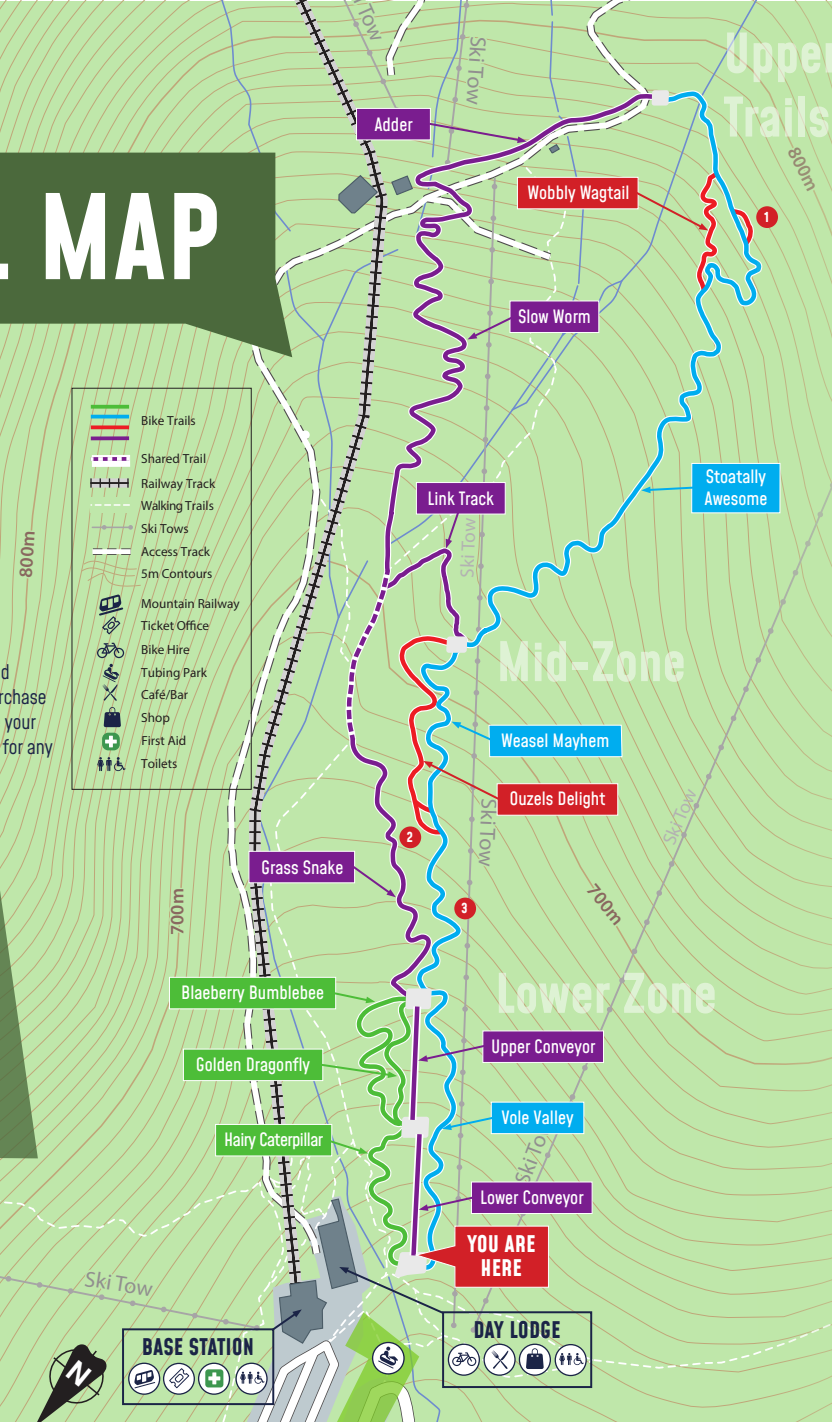 Ski Tow
Ski Tow
Upper
Trails
Adder
800m
. MAP
Wobbly Wagtail
1
Slow Worm
Bike Trails
Shared Trail
Railway Track
Walking Trails
Ski Tows
Access Track
5m Contours
Mountain Railway
Ticket Office
Bike Hire
Tubing Park
Café/Bar
Shop
First Aid
Toilets
Stoatally
Awesome
Link Track
Ski Tow
800m
Mid-Zone
your
for any
Weasel Mayhem
Ouzels Delight
Ski Tow
Ski Tow
2
Grass Snake
700m
700m
3
Blaeberry Bumblebee
Lower Zone
Upper Conveyor
Golden Dragonfly
Vole Valley
Hairy Caterpillar
Ski To
Lower Conveyor
YOU ARE
HERE
Ski Tow
BASE STATION
DAY LODGE
N